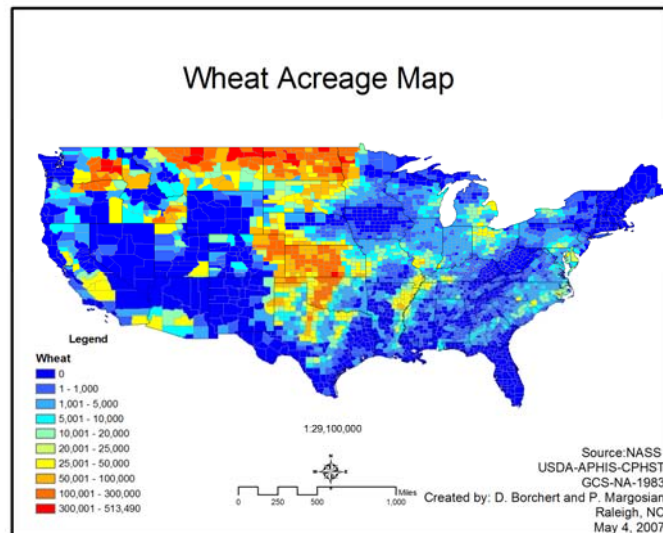 Wheat Acreage Map
Legend
Wheat
0
1 - 1,000
1,001 - 5,000
5,001 - 10,000
10,001 - 20,000
20,001 - 25,000
25,001 - 50,000
50,001 - 100,000
100,001 - 300,000
300,001 - 513,490
1:29,100,000
Miles
0 250 500 1,000
Source:NASS
USDA-APHIS-CPHST
GCS-NA-1983
Created by: D. Borchert and P. Margosian
Raleigh, NC
May 4, 2007